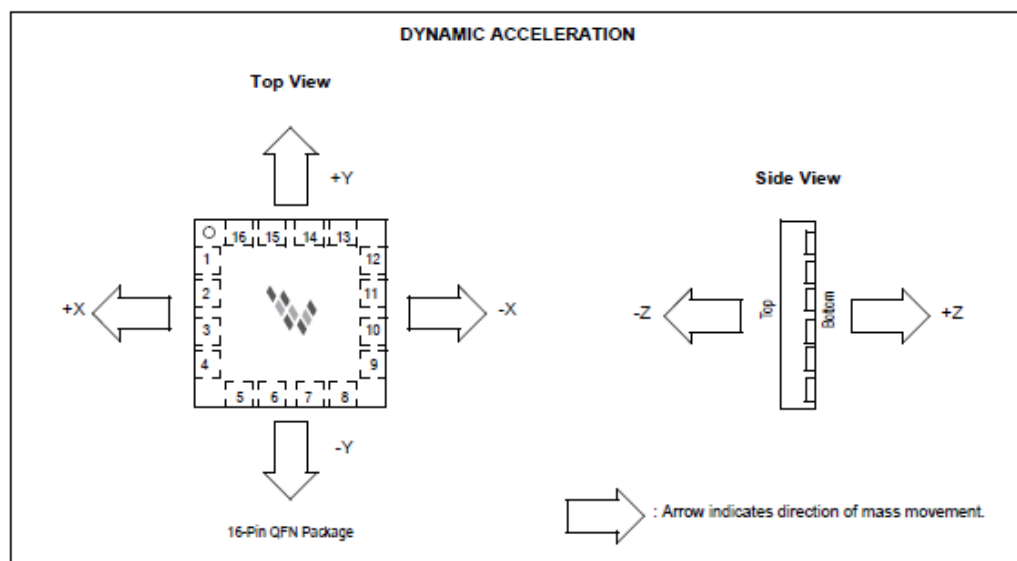 DYNAMIC ACCELERATION
Top View
+Y
Side View
16 15 14 13
1 12
2 11
+X -X
3 10
4 9
5 6 7 8
-Z Top Bottom +Z
-Y
: Arrow indicates direction of mass movement.
16-Pin QFN Package